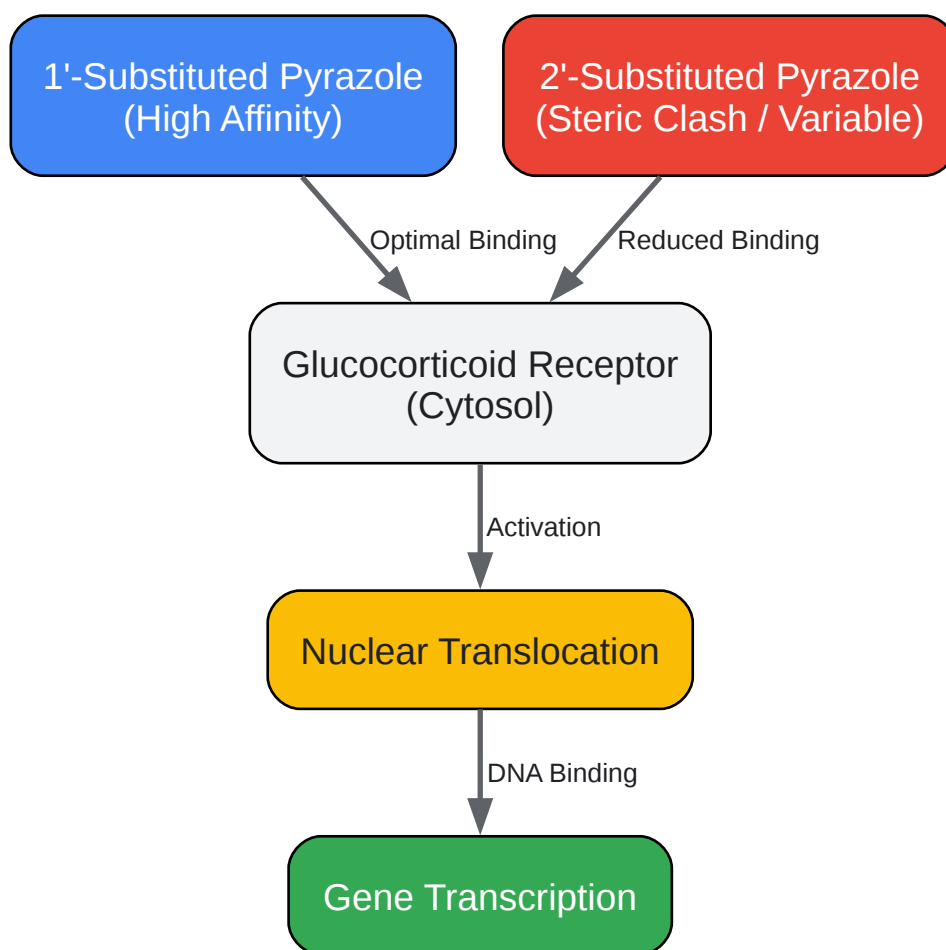 1'-Substituted Pyrazole
(High Affinity)
2'-Substituted Pyrazole
(Steric Clash / Variable)
Optimal Binding
Reduced Binding
Glucocorticoid Receptor
(Cytosol)
Activation
Nuclear Translocation
DNA Binding
Gene Transcription